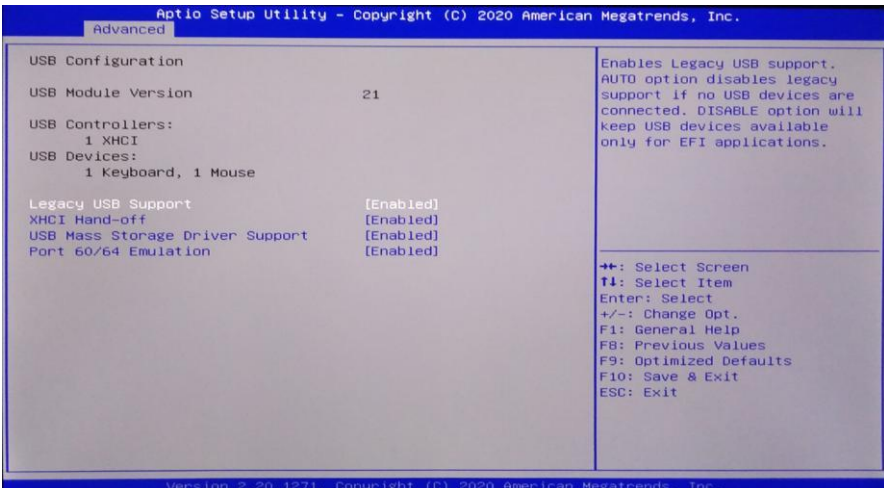 Aptio Setup Utility – Copyright (C) 2020 American Megatrends, Inc.
Advanced
USB Configuration
USB Module Version 21
USB Controllers:
1 XHCI
USB Devices:
1 Keyboard, 1 Mouse
Legacy USB Support [Enabled]
XHCI Hand-off [Enabled]
USB Mass Storage Driver Support [Enabled]
Port 60/64 Emulation [Enabled]
Enables Legacy USB support.
AUTO option disables legacy
support if no USB devices are
connected. DISABLE option will
keep USB devices available
only for EFI applications.
→←: Select Screen
↑↓: Select Item
Enter: Select
+/-: Change Opt.
F1: General Help
F8: Previous Values
F9: Optimized Defaults
F10: Save & Exit
ESC: Exit
Version 2.20.1271. Copyright (C) 2020 American Megatrends, Inc.